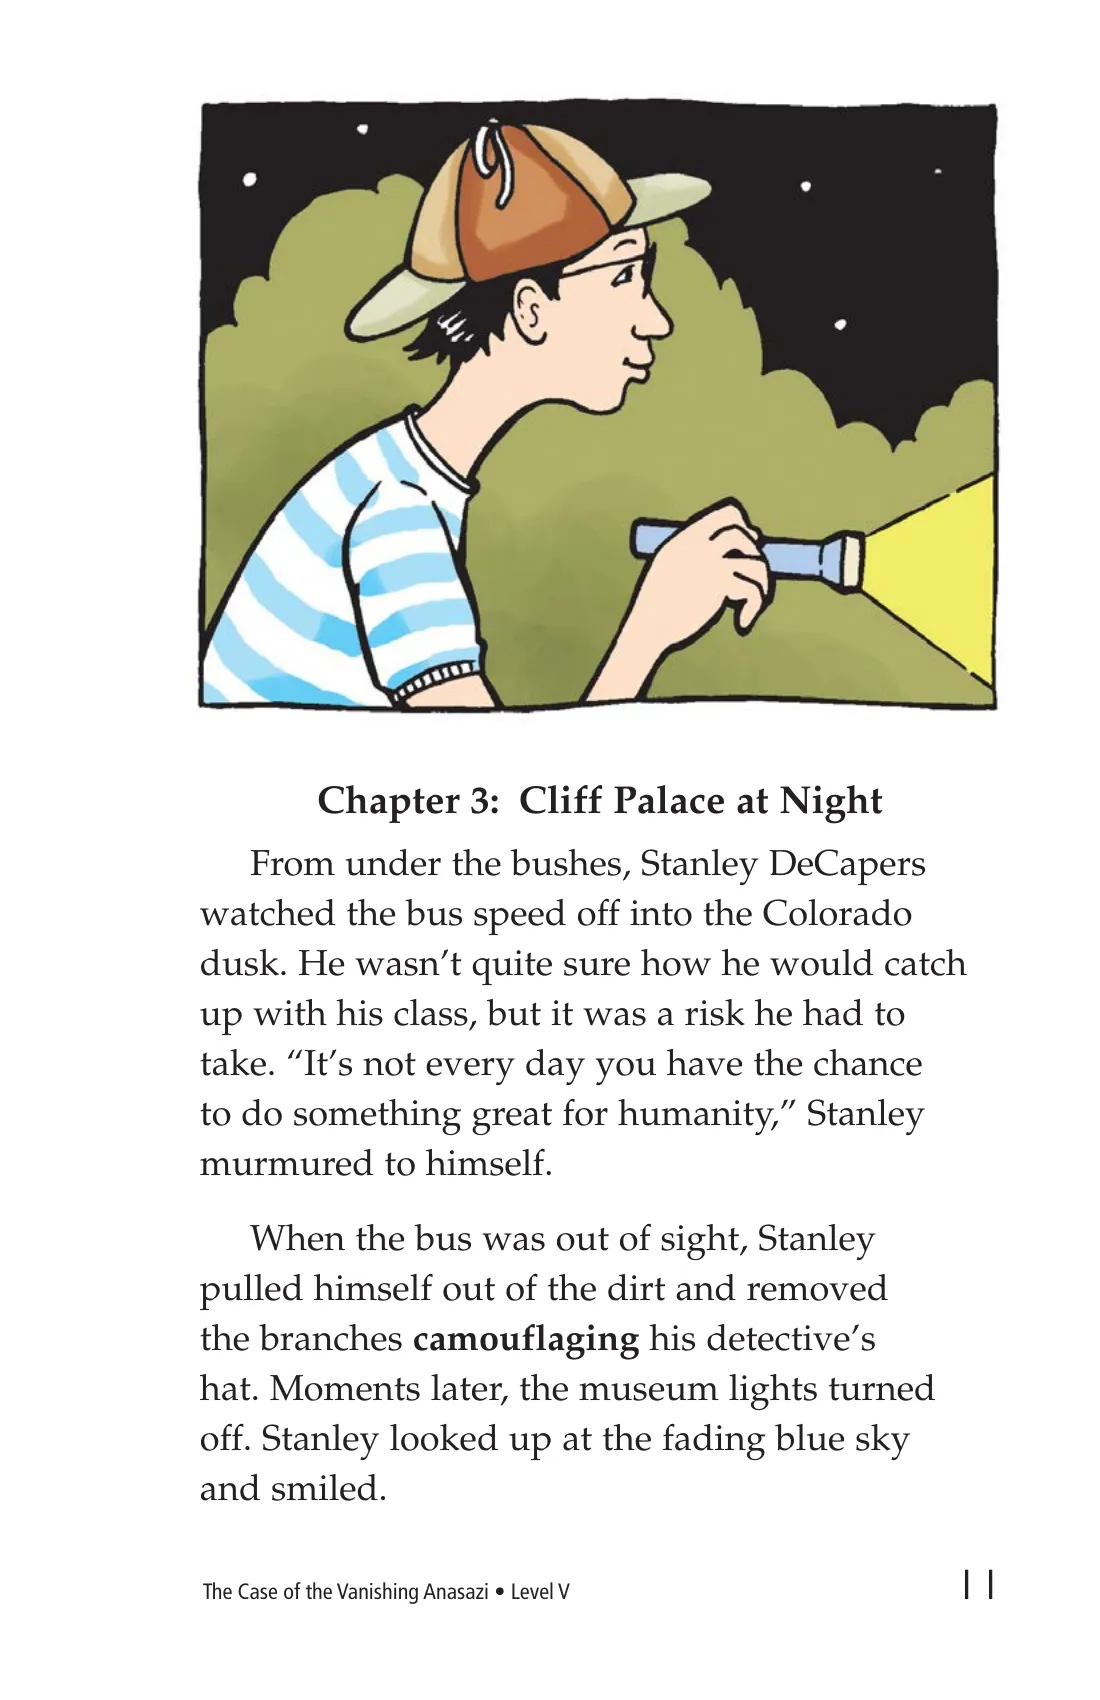 Chapter 3:  Cliff Palace at Night
From under the bushes, Stanley DeCapers
watched the bus speed off into the Colorado
dusk. He wasn’t quite sure how he would catch
up with his class, but it was a risk he had to
take. “It’s not every day you have the chance
to do something great for humanity,” Stanley
murmured to himself.
When the bus was out of sight, Stanley
pulled himself out of the dirt and removed
the branches camouflaging his detective’s
hat. Moments later, the museum lights turned
off. Stanley looked up at the fading blue sky
and smiled.
The Case of the Vanishing Anasazi • Level V
11